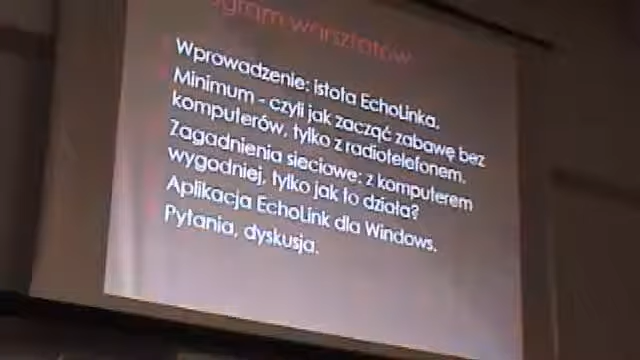 ogram warsztatów
Wprowadzenie: istota EchoLinka.
Minimum - czyli jak zacząć zabawę bez
komputerów, tylko z radiotelefonem.
Zagadnienia sieciowe: z komputerem
wygodniej, tylko jak to działa?
Aplikacja EchoLink dla Windows.
Pytania, dyskusja.